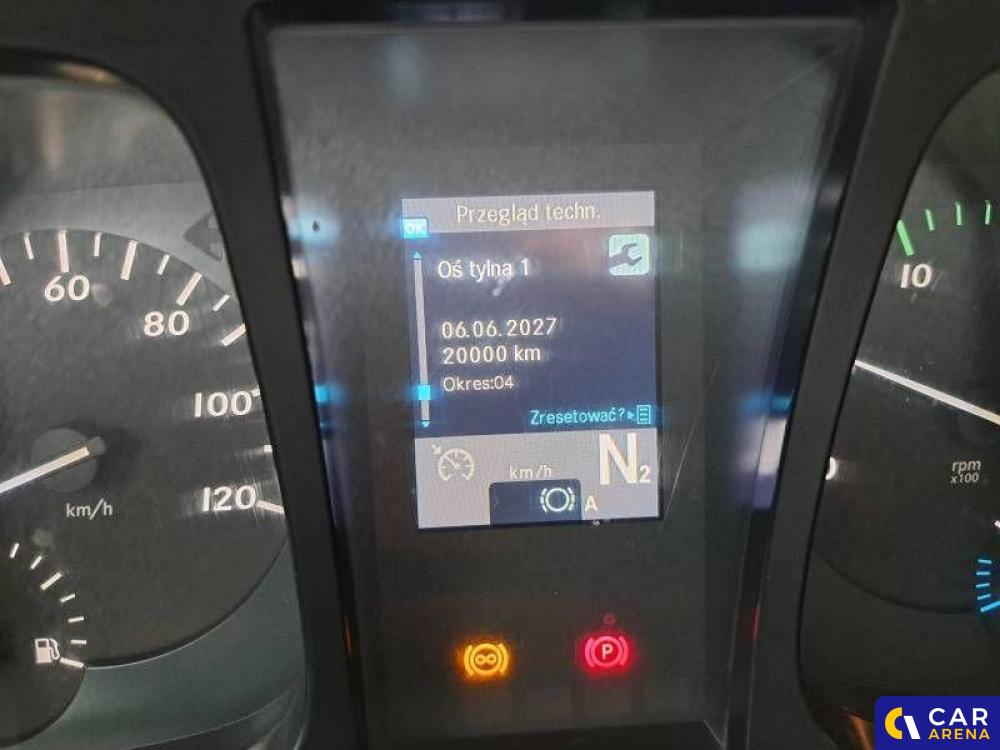 Przegląd techn.
OK
Oś tylna 1
06.06.2027
20000 km
Okres:04
Zresetować?
km/h
N2
A
60
80
100
120
km/h
10
rpm
x100
P
CAR
ARENA